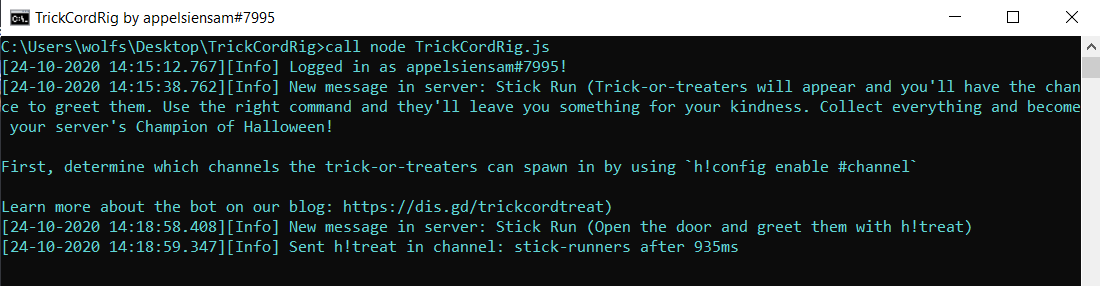 TrickCordRig by appelsiensam#7995
C:\Users\wolfs\Desktop\TrickCordRig>call node TrickCordRig.js
[24-10-2020 14:15:12.767][Info] Logged in as appelsiensam#7995!
[24-10-2020 14:15:38.762][Info] New message in server: Stick Run (Trick-or-treaters will appear and you'll have the chan
ce to greet them. Use the right command and they'll leave you something for your kindness. Collect everything and become
 your server's Champion of Halloween!
First, determine which channels the trick-or-treaters can spawn in by using `h!config enable #channel`
Learn more about the bot on our blog: https://dis.gd/trickcordtreat)
[24-10-2020 14:18:58.408][Info] New message in server: Stick Run (Open the door and greet them with h!treat)
[24-10-2020 14:18:59.347][Info] Sent h!treat in channel: stick-runners after 935ms